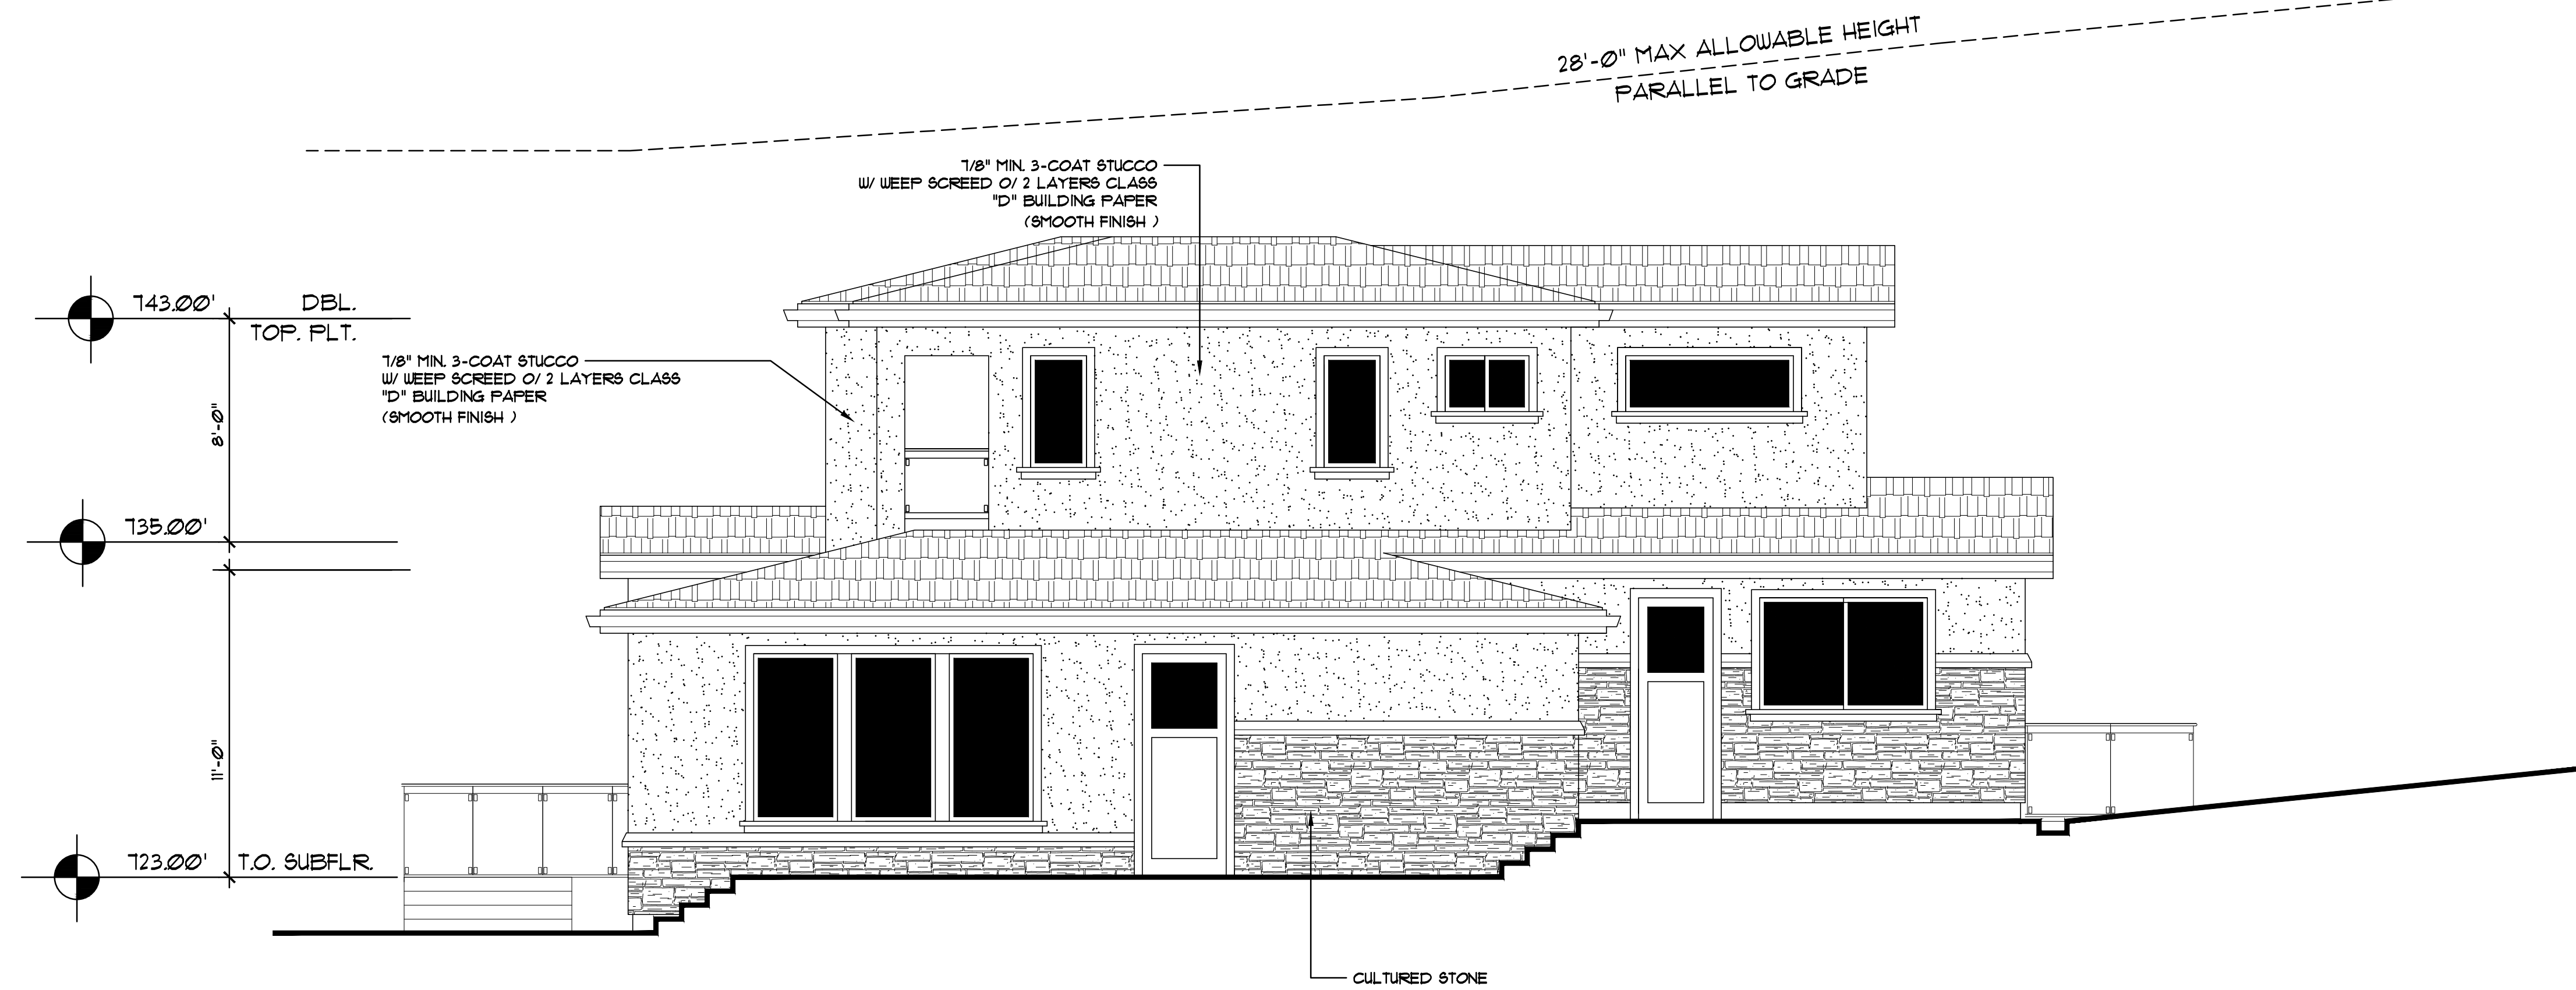 28'-0" MAX ALLOWABLE HEIGHT
PARALLEL TO GRADE
7/8" MIN. 3-COAT STUCCO
W/ WEEP SCREED O/ 2 LAYERS CLASS
"D" BUILDING PAPER
(SMOOTH FINISH )
743.00' DBL.
TOP. PLT.
7/8" MIN. 3-COAT STUCCO
W/ WEEP SCREED O/ 2 LAYERS CLASS
"D" BUILDING PAPER
(SMOOTH FINISH )
8'-0"
735.00'
11'-0"
723.00' T.O. SUBFLR.
CULTURED STONE